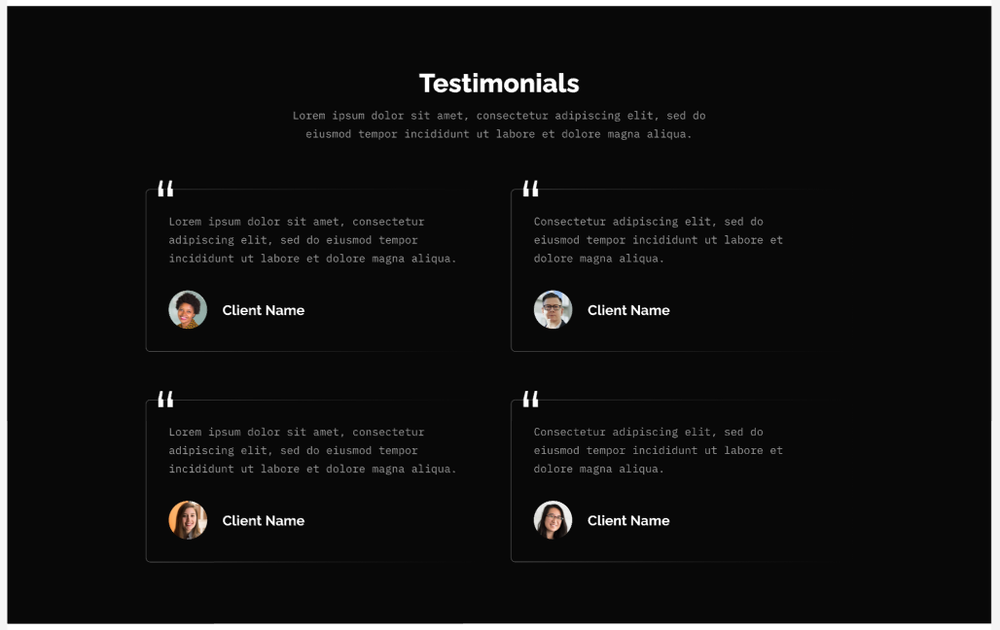 Testimonials
Lorem ipsum dolor sit amet, consectetur adipiscing elit, sed do
eiusmod tempor incididunt ut labore et dolore magna aliqua.
“
Lorem ipsum dolor sit amet, consectetur
adipiscing elit, sed do eiusmod tempor
incididunt ut labore et dolore magna aliqua.
Client Name
“
Consectetur adipiscing elit, sed do
eiusmod tempor incididunt ut labore et
dolore magna aliqua.
Client Name
“
Lorem ipsum dolor sit amet, consectetur
adipiscing elit, sed do eiusmod tempor
incididunt ut labore et dolore magna aliqua.
Client Name
“
Consectetur adipiscing elit, sed do
eiusmod tempor incididunt ut labore et
dolore magna aliqua.
Client Name